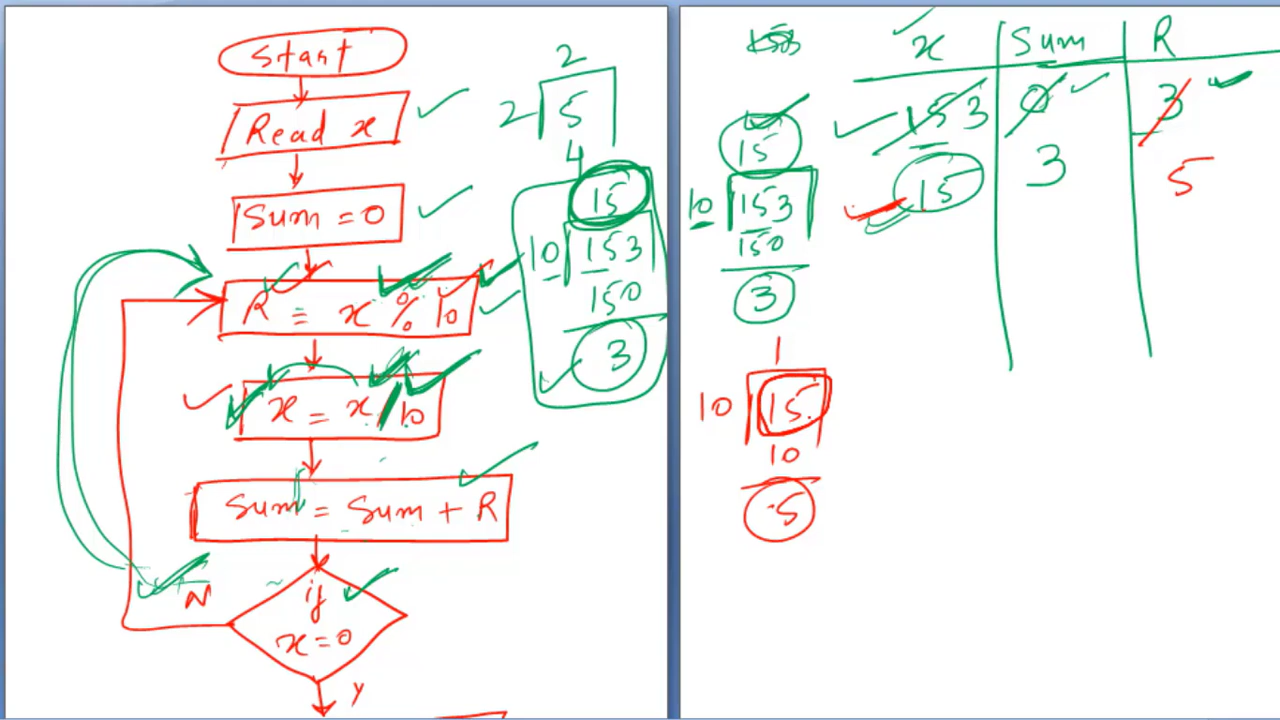 Start
Read x
Sum = 0
R = x % 10
x = x / 10
Sum = Sum + R
if
x = 0
N
Y
2
2 5
4
15
10 153
150
3
15
10 153
150
3
1
10 15
10
5
x Sum R
153 0 3
15 3 5